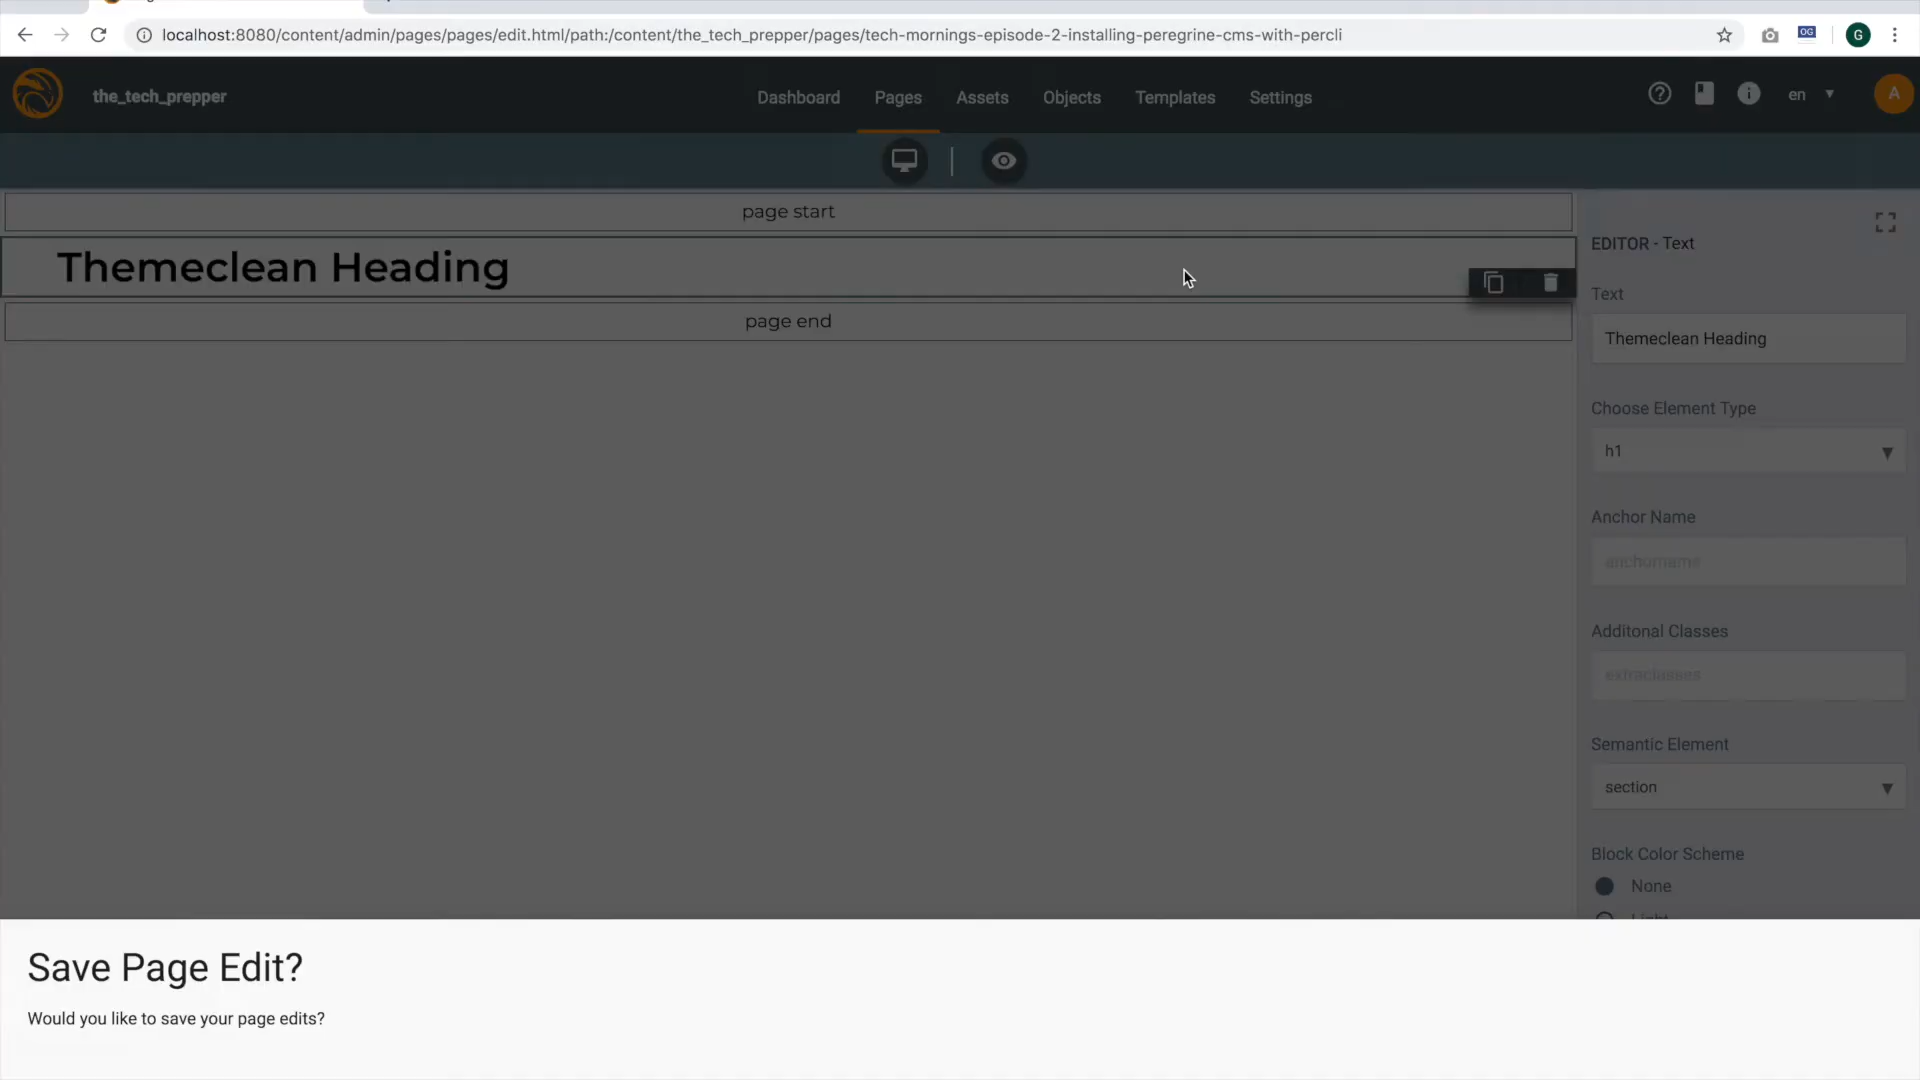 localhost:8080/content/admin/pages/pages/edit.html/path:/content/the_tech_prepper/pages/tech-mornings-episode-2-installing-peregrine-cms-with-percli
OG
G
the_tech_prepper
Dashboard
Pages
Assets
Objects
Templates
Settings
en
A
page start
Themeclean Heading
page end
EDITOR - Text
Text
Themeclean Heading
Choose Element Type
h1
Anchor Name
anchorname
Additonal Classes
extraclasses
Semantic Element
section
Block Color Scheme
None
Light
Save Page Edit?
Would you like to save your page edits?